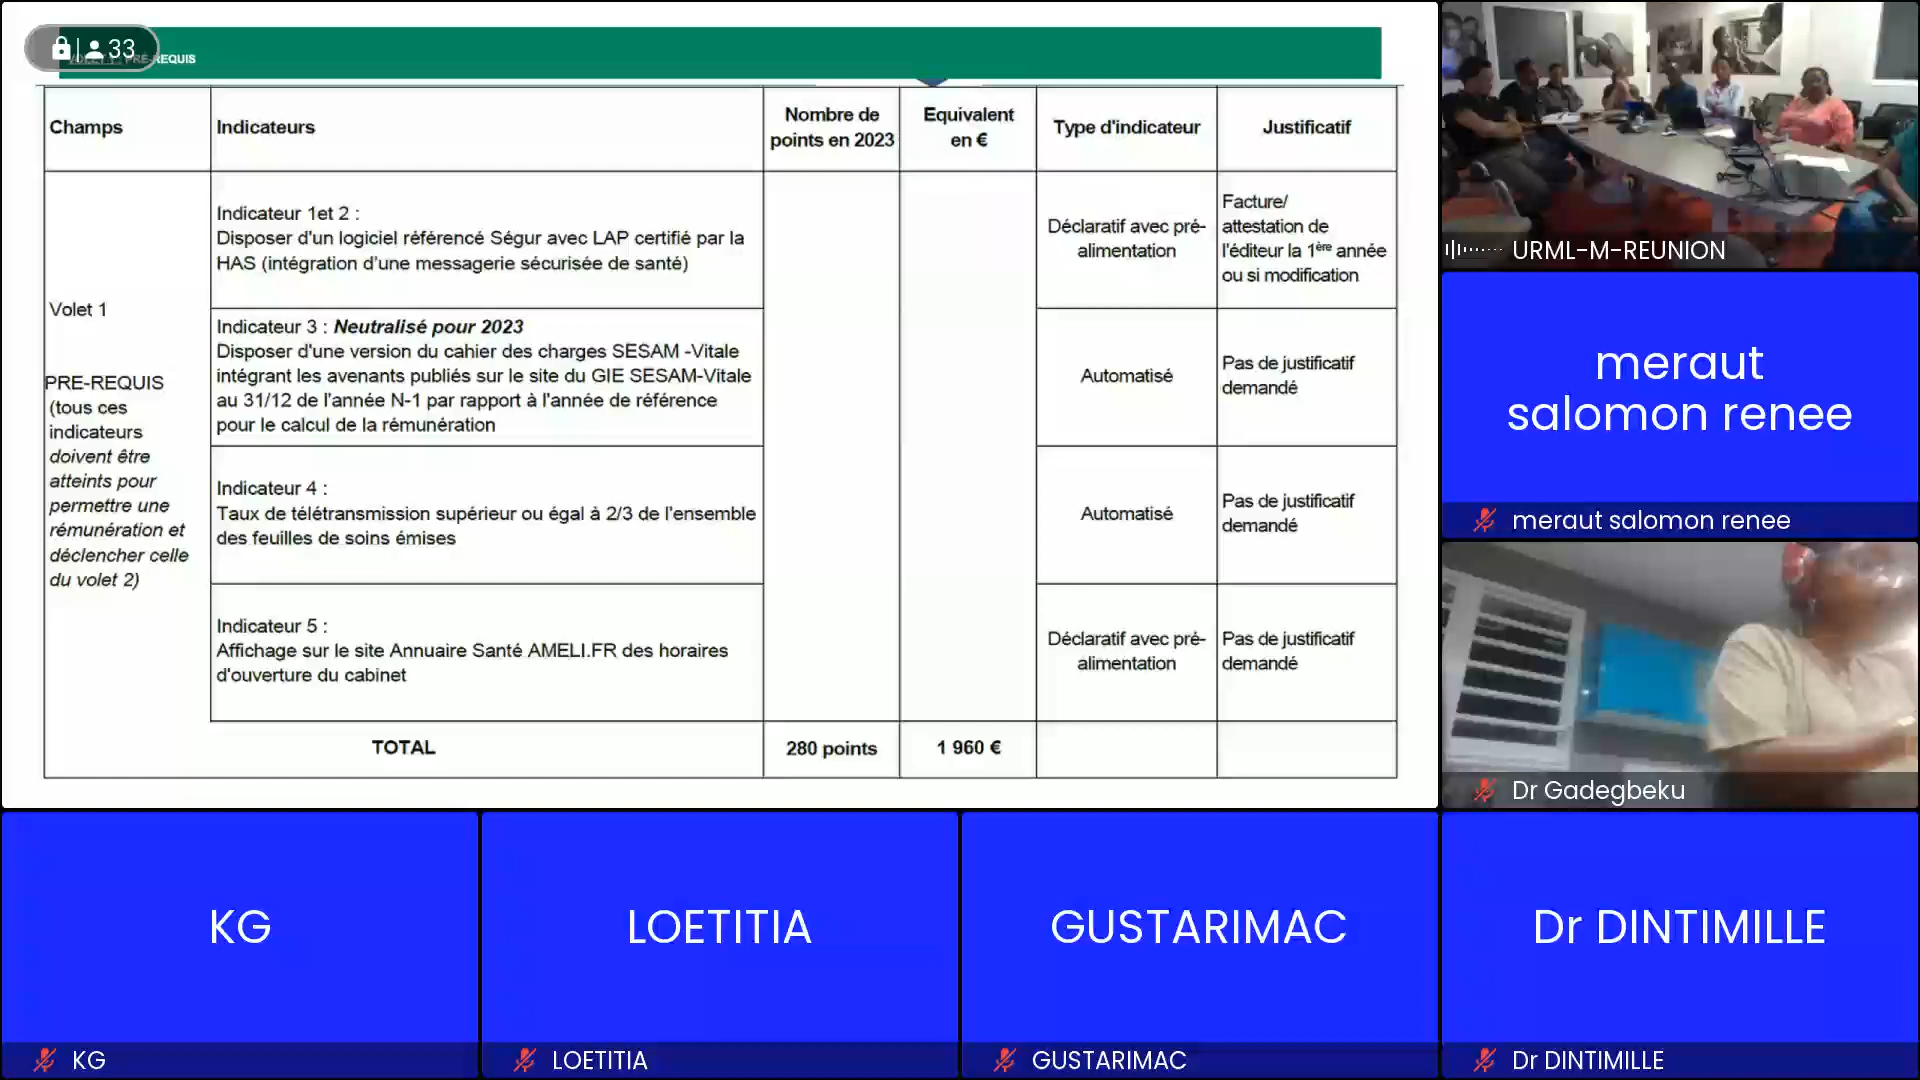 33
VOLET 1 : PRE-REQUIS
Champs
Indicateurs
Nombre de
points en 2023
Equivalent
en €
Type d'indicateur
Justificatif
Volet 1
PRE-REQUIS
(tous ces
indicateurs
doivent être
atteints pour
permettre une
rémunération et
déclencher celle
du volet 2)
Indicateur 1et 2 :
Disposer d'un logiciel référencé Ségur avec LAP certifié par la
HAS (intégration d'une messagerie sécurisée de santé)
Déclaratif avec pré-
alimentation
Facture/
attestation de
l'éditeur la 1ère année
ou si modification
Indicateur 3 : Neutralisé pour 2023
Disposer d'une version du cahier des charges SESAM -Vitale
intégrant les avenants publiés sur le site du GIE SESAM-Vitale
au 31/12 de l'année N-1 par rapport à l'année de référence
pour le calcul de la rémunération
Automatisé
Pas de justificatif
demandé
Indicateur 4 :
Taux de télétransmission supérieur ou égal à 2/3 de l'ensemble
des feuilles de soins émises
Automatisé
Pas de justificatif
demandé
Indicateur 5 :
Affichage sur le site Annuaire Santé AMELI.FR des horaires
d'ouverture du cabinet
Déclaratif avec pré-
alimentation
Pas de justificatif
demandé
TOTAL
280 points
1 960 €
URML-M-REUNION
meraut
salomon renee
meraut salomon renee
Dr Gadegbeku
KG
KG
LOETITIA
LOETITIA
GUSTARIMAC
GUSTARIMAC
Dr DINTIMILLE
Dr DINTIMILLE